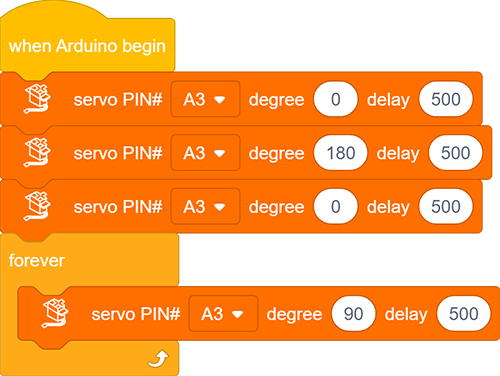 when Arduino begin
servo PIN# A3 degree 0 delay 500
servo PIN# A3 degree 180 delay 500
servo PIN# A3 degree 0 delay 500
forever
servo PIN# A3 degree 90 delay 500